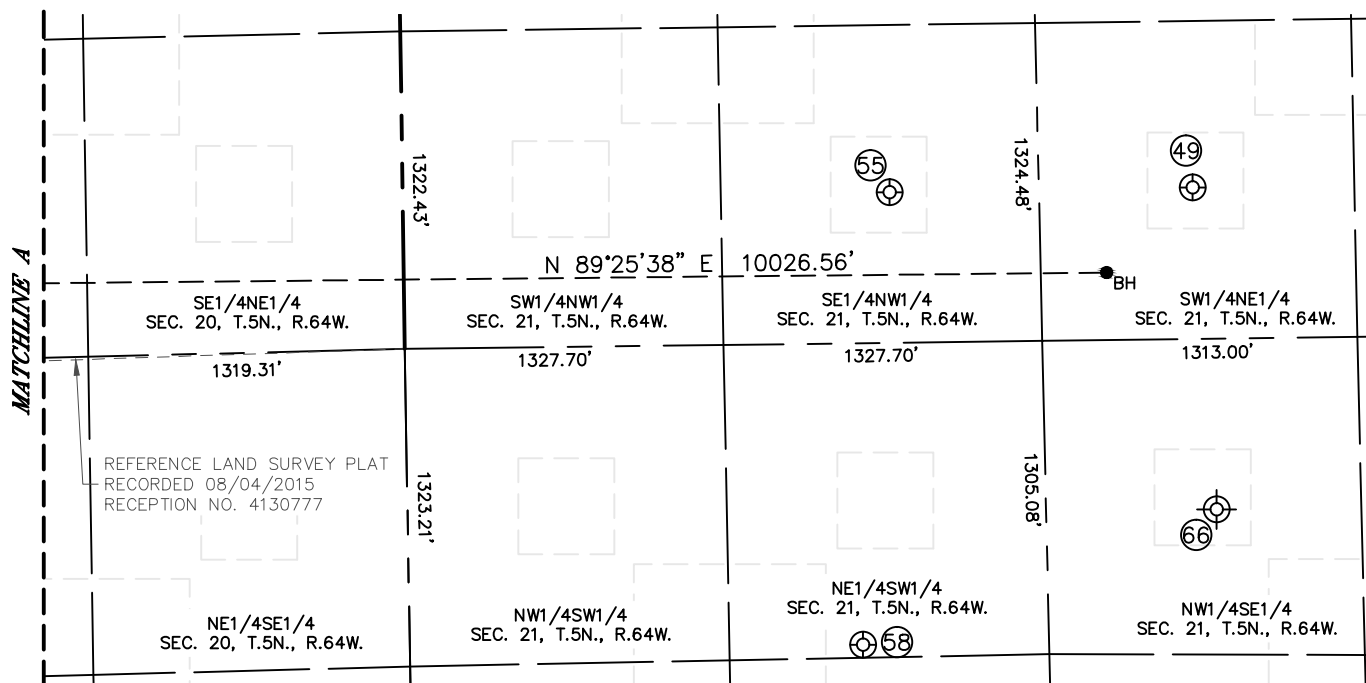 1322.43'
1324.48'
49
55
MATCHLINE A
N 89°25'38" E 10026.56'
BH
SE1/4NE1/4
SEC. 20, T.5N., R.64W.
SW1/4NW1/4
SEC. 21, T.5N., R.64W.
SE1/4NW1/4
SEC. 21, T.5N., R.64W.
SW1/4NE1/4
SEC. 21, T.5N., R.64W.
1319.31'
1327.70'
1327.70'
1313.00'
REFERENCE LAND SURVEY PLAT
RECORDED 08/04/2015
RECEPTION NO. 4130777
1323.21'
1305.08'
66
NE1/4SE1/4
SEC. 20, T.5N., R.64W.
NW1/4SW1/4
SEC. 21, T.5N., R.64W.
NE1/4SW1/4
SEC. 21, T.5N., R.64W.
58
NW1/4SE1/4
SEC. 21, T.5N., R.64W.